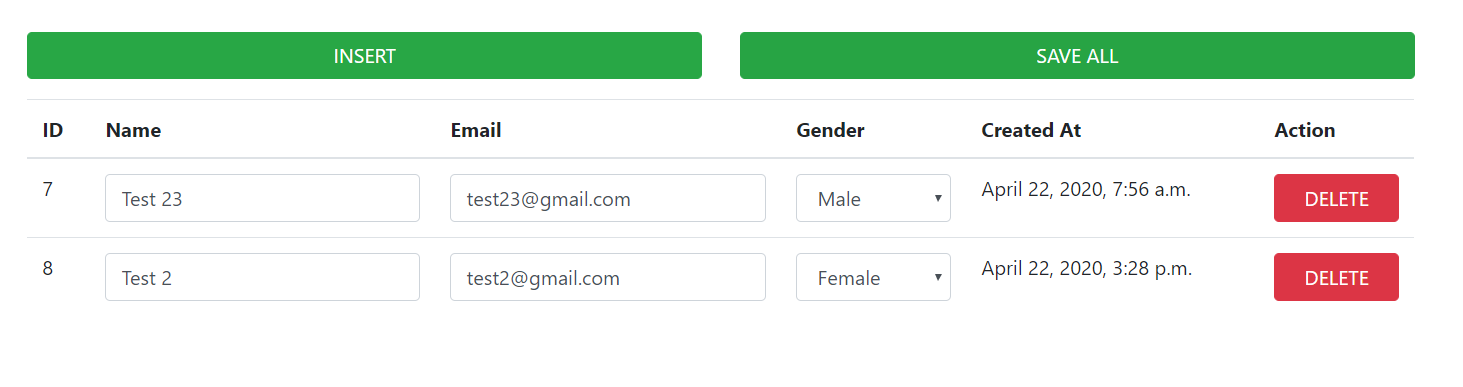 INSERT SAVE ALL
ID Name Email Gender Created At Action
7 Test 23 test23@gmail.com Male April 22, 2020, 7:56 a.m. DELETE
8 Test 2 test2@gmail.com Female April 22, 2020, 3:28 p.m. DELETE